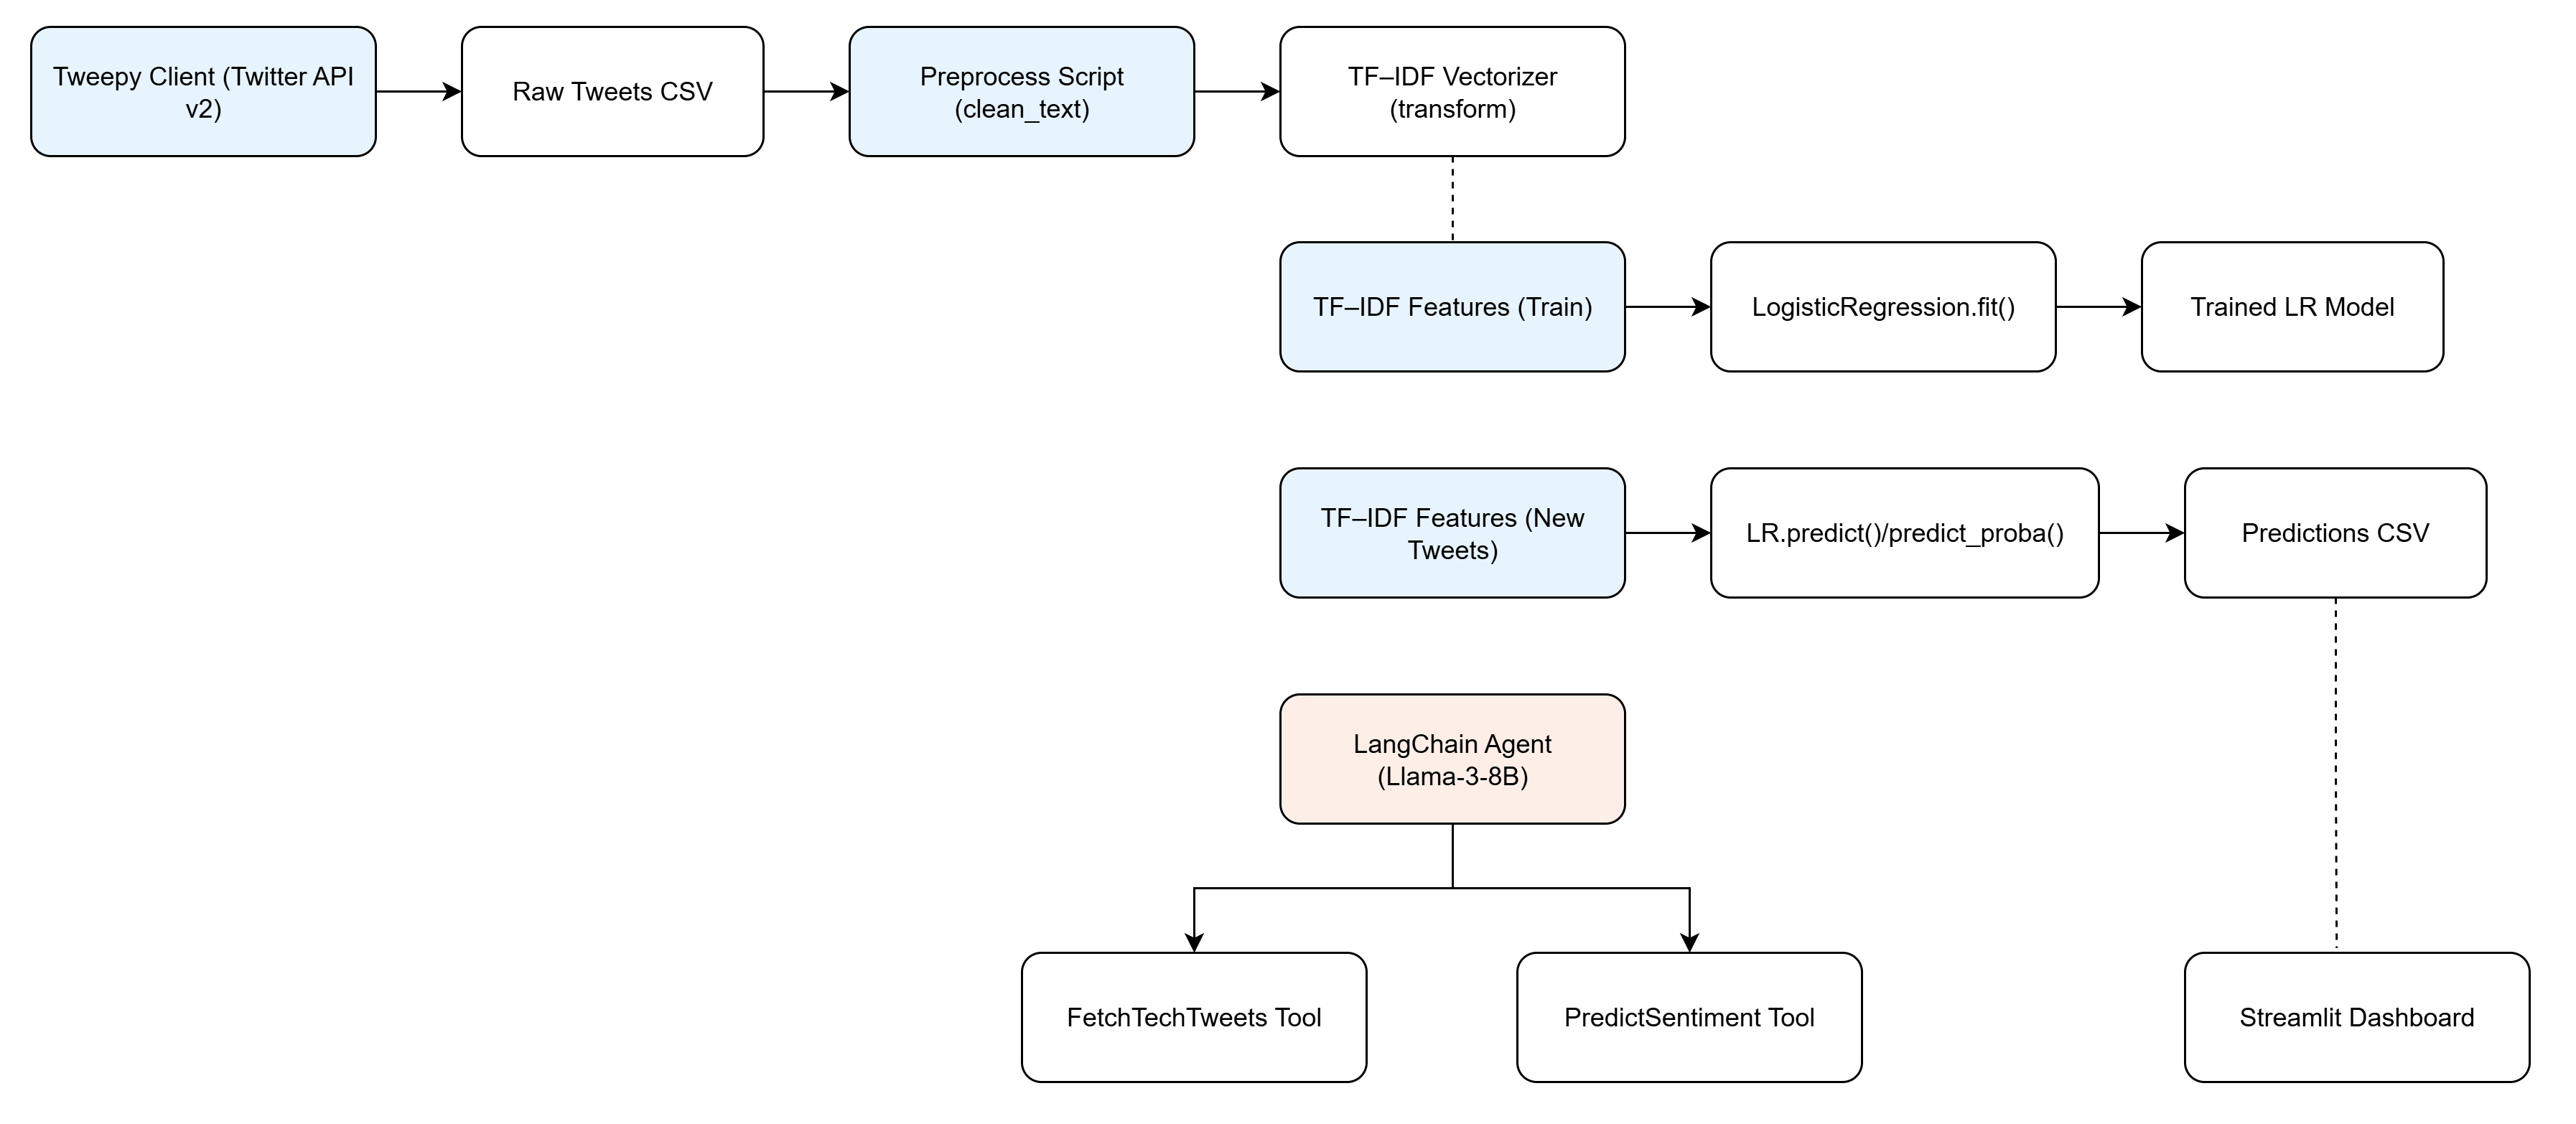 Tweepy Client (Twitter API
v2)
Raw Tweets CSV
Preprocess Script
(clean_text)
TF–IDF Vectorizer
(transform)
TF–IDF Features (Train)
LogisticRegression.fit()
Trained LR Model
TF–IDF Features (New
Tweets)
LR.predict()/predict_proba()
Predictions CSV
LangChain Agent
(Llama-3-8B)
FetchTechTweets Tool
PredictSentiment Tool
Streamlit Dashboard